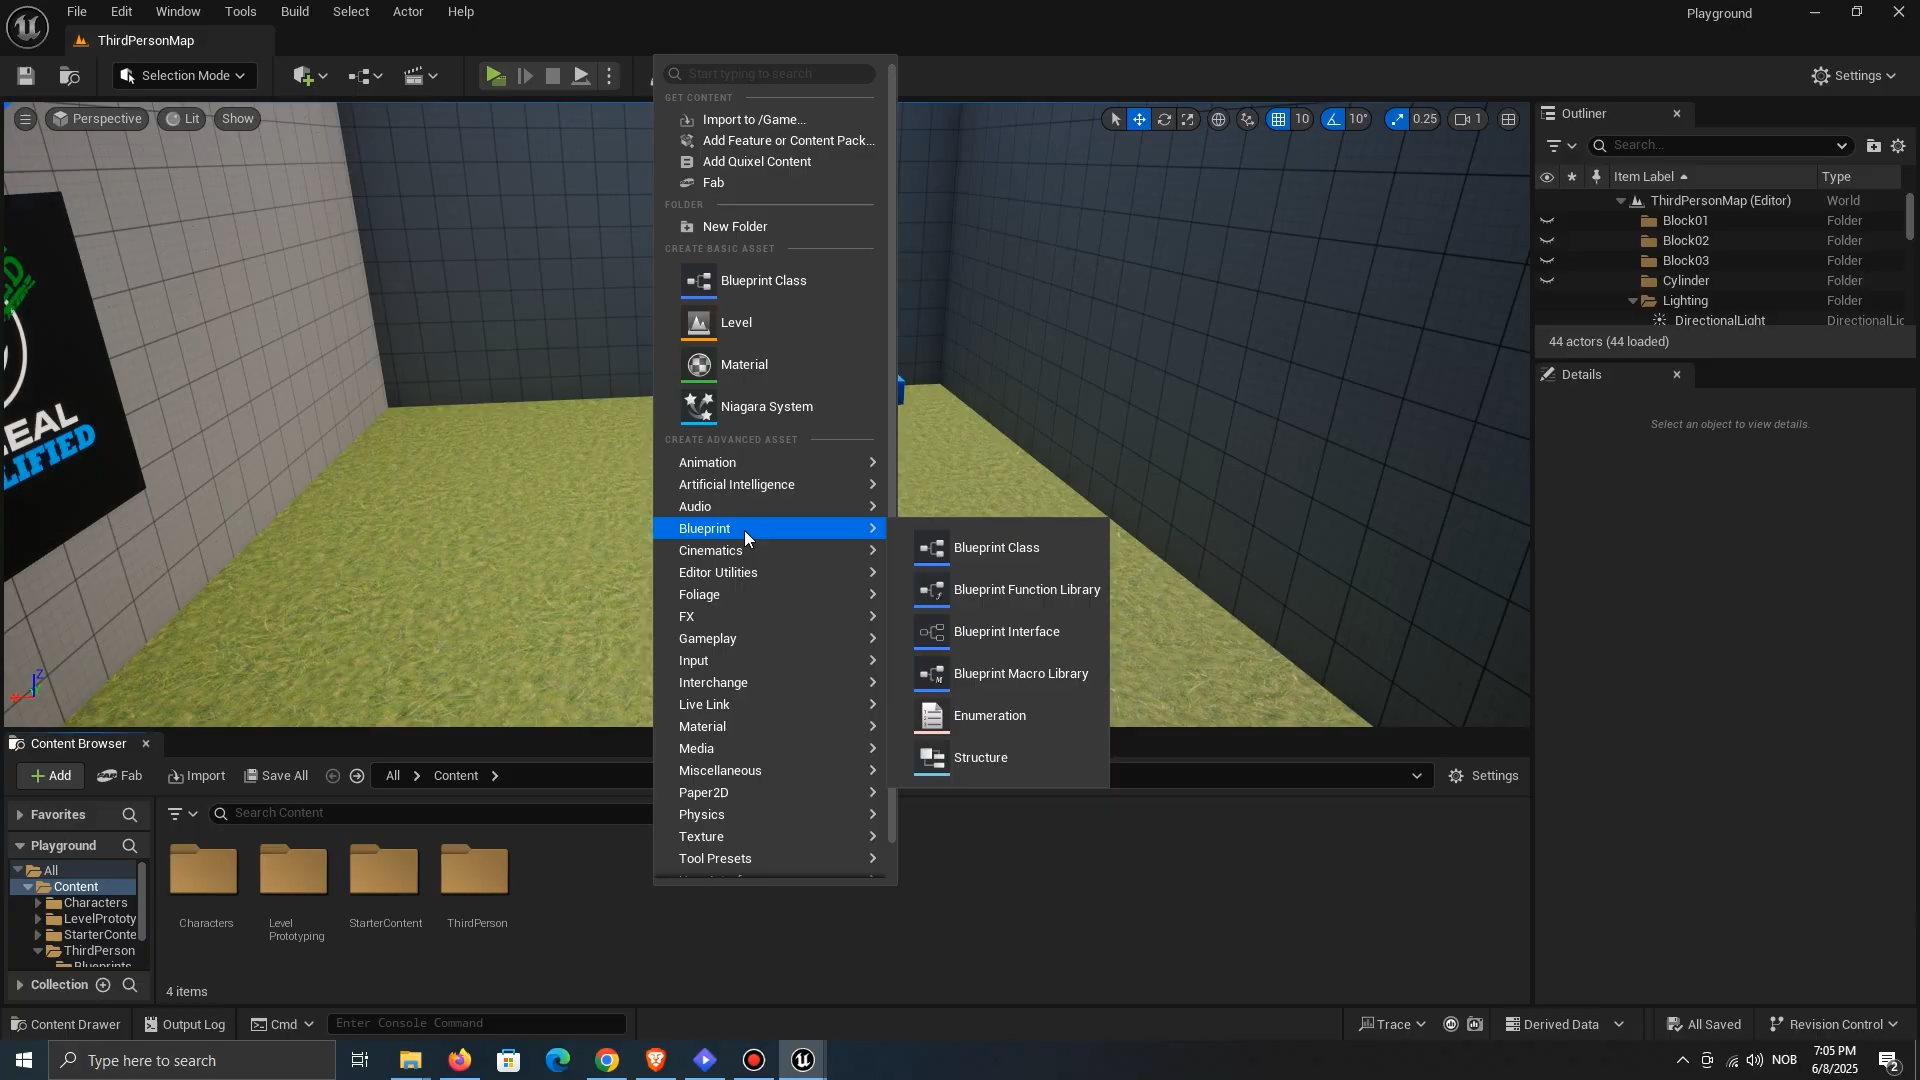 File Edit Window Tools Build Select Actor Help
Playground
ThirdPersonMap
Selection Mode
Settings
Perspective
Lit
Show
10
10°
0.25
1
EAL
LIFIED
Start typing to search
GET CONTENT
Import to /Game...
Add Feature or Content Pack...
Add Quixel Content
Fab
FOLDER
New Folder
CREATE BASIC ASSET
Blueprint Class
Level
Material
Niagara System
CREATE ADVANCED ASSET
Animation
Artificial Intelligence
Audio
Blueprint
Cinematics
Editor Utilities
Foliage
FX
Gameplay
Input
Interchange
Live Link
Material
Media
Miscellaneous
Paper2D
Physics
Texture
Tool Presets
Blueprint Class
Blueprint Function Library
Blueprint Interface
Blueprint Macro Library
Enumeration
Structure
Outliner
Search...
Item Label Type
ThirdPersonMap (Editor) World
Block01 Folder
Block02 Folder
Block03 Folder
Cylinder Folder
Lighting Folder
DirectionalLight DirectionalLig
44 actors (44 loaded)
Details
Select an object to view details.
Content Browser
Add Fab Import Save All All Content
Settings
Favorites
Search Content
Playground
All
Content
Characters
LevelPrototy
StarterConte
ThirdPerson
Blueprints
Collection
Characters
Level
Prototyping
StarterContent
ThirdPerson
4 items
Content Drawer Output Log Cmd Enter Console Command
Trace Derived Data All Saved Revision Control
Type here to search
NOB
7:05 PM
6/8/2025
2